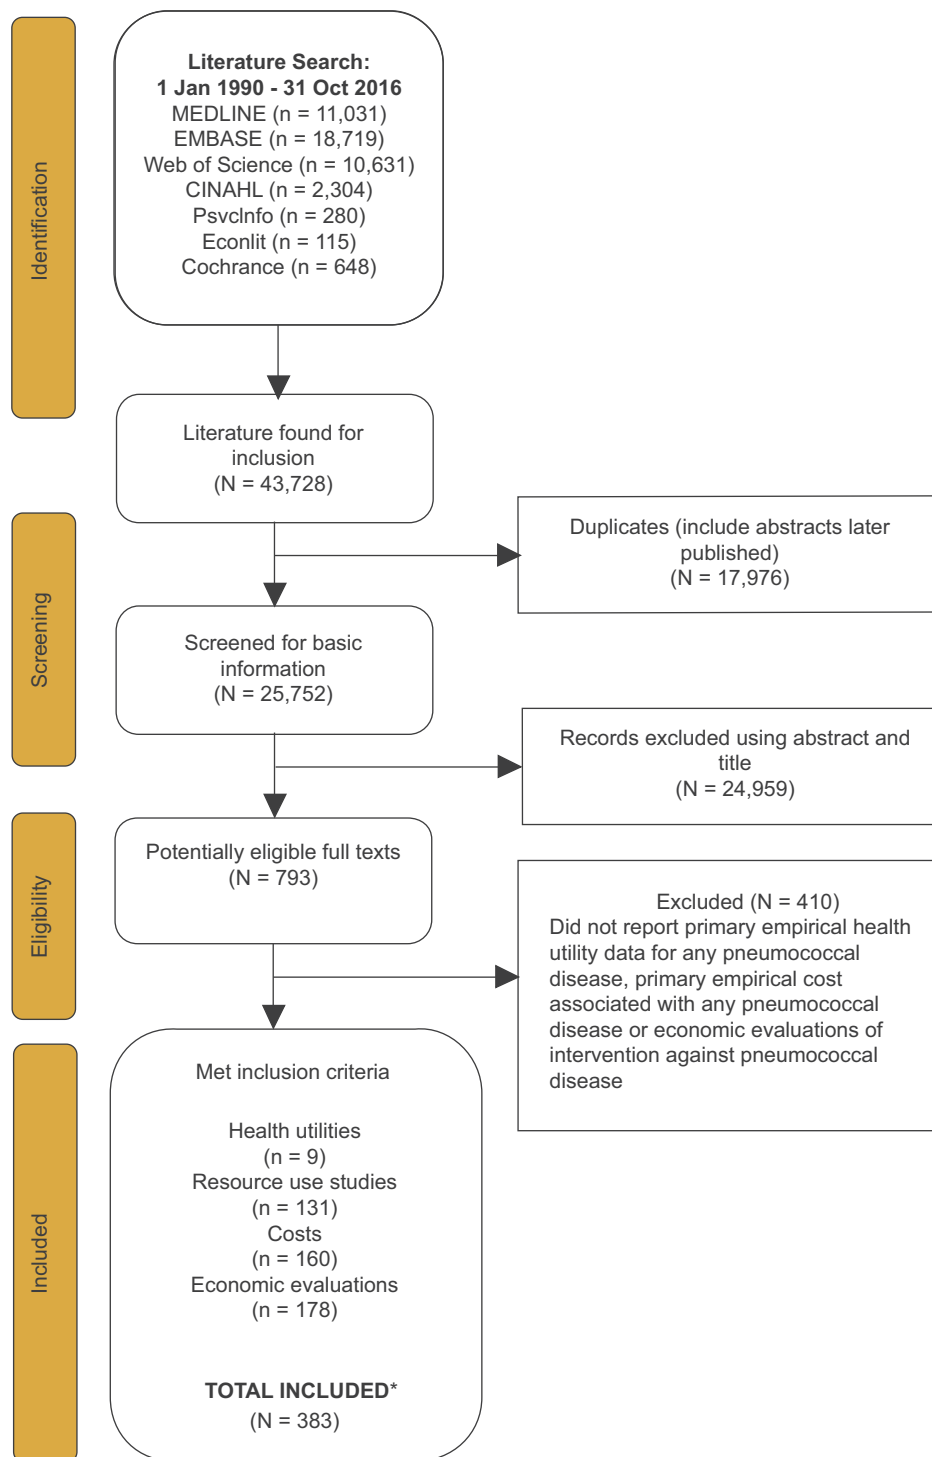 Identification
Literature Search:
1 Jan 1990 - 31 Oct 2016
MEDLINE (n = 11,031)
EMBASE (n = 18,719)
Web of Science (n = 10,631)
CINAHL (n = 2,304)
PsvcInfo (n = 280)
Econlit (n = 115)
Cochrance (n = 648)
Literature found for
inclusion
(N = 43,728)
Screening
Duplicates (include abstracts later
published)
(N = 17,976)
Screened for basic
information
(N = 25,752)
Records excluded using abstract and
title
(N = 24,959)
Eligibility
Potentially eligible full texts
(N = 793)
Excluded (N = 410)
Did not report primary empirical health
utility data for any pneumococcal
disease, primary empirical cost
associated with any pneumococcal
disease or economic evaluations of
intervention against pneumococcal
disease
Included
Met inclusion criteria
Health utilities
(n = 9)
Resource use studies
(n = 131)
Costs
(n = 160)
Economic evaluations
(n = 178)
TOTAL INCLUDED*
(N = 383)